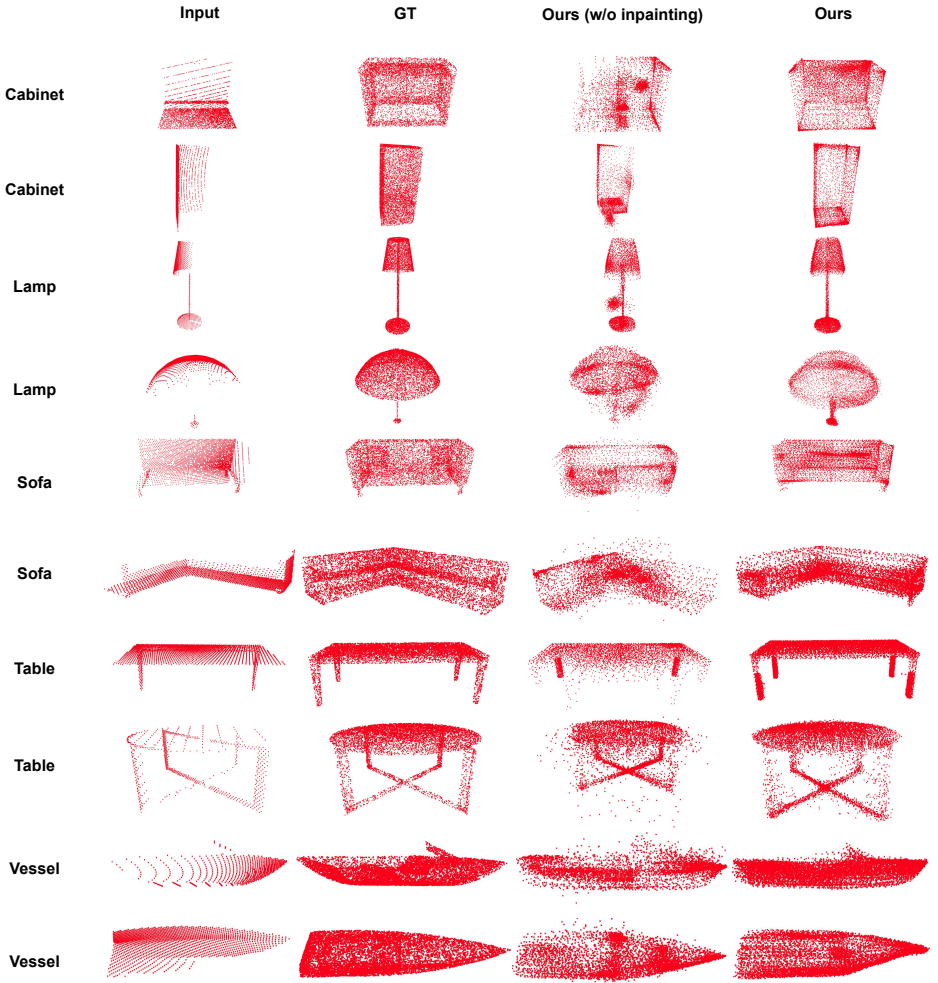 Input GT Ours (w/o inpainting) Ours
Cabinet
Cabinet
Lamp
Lamp
Sofa
Sofa
Table
Table
Vessel
Vessel